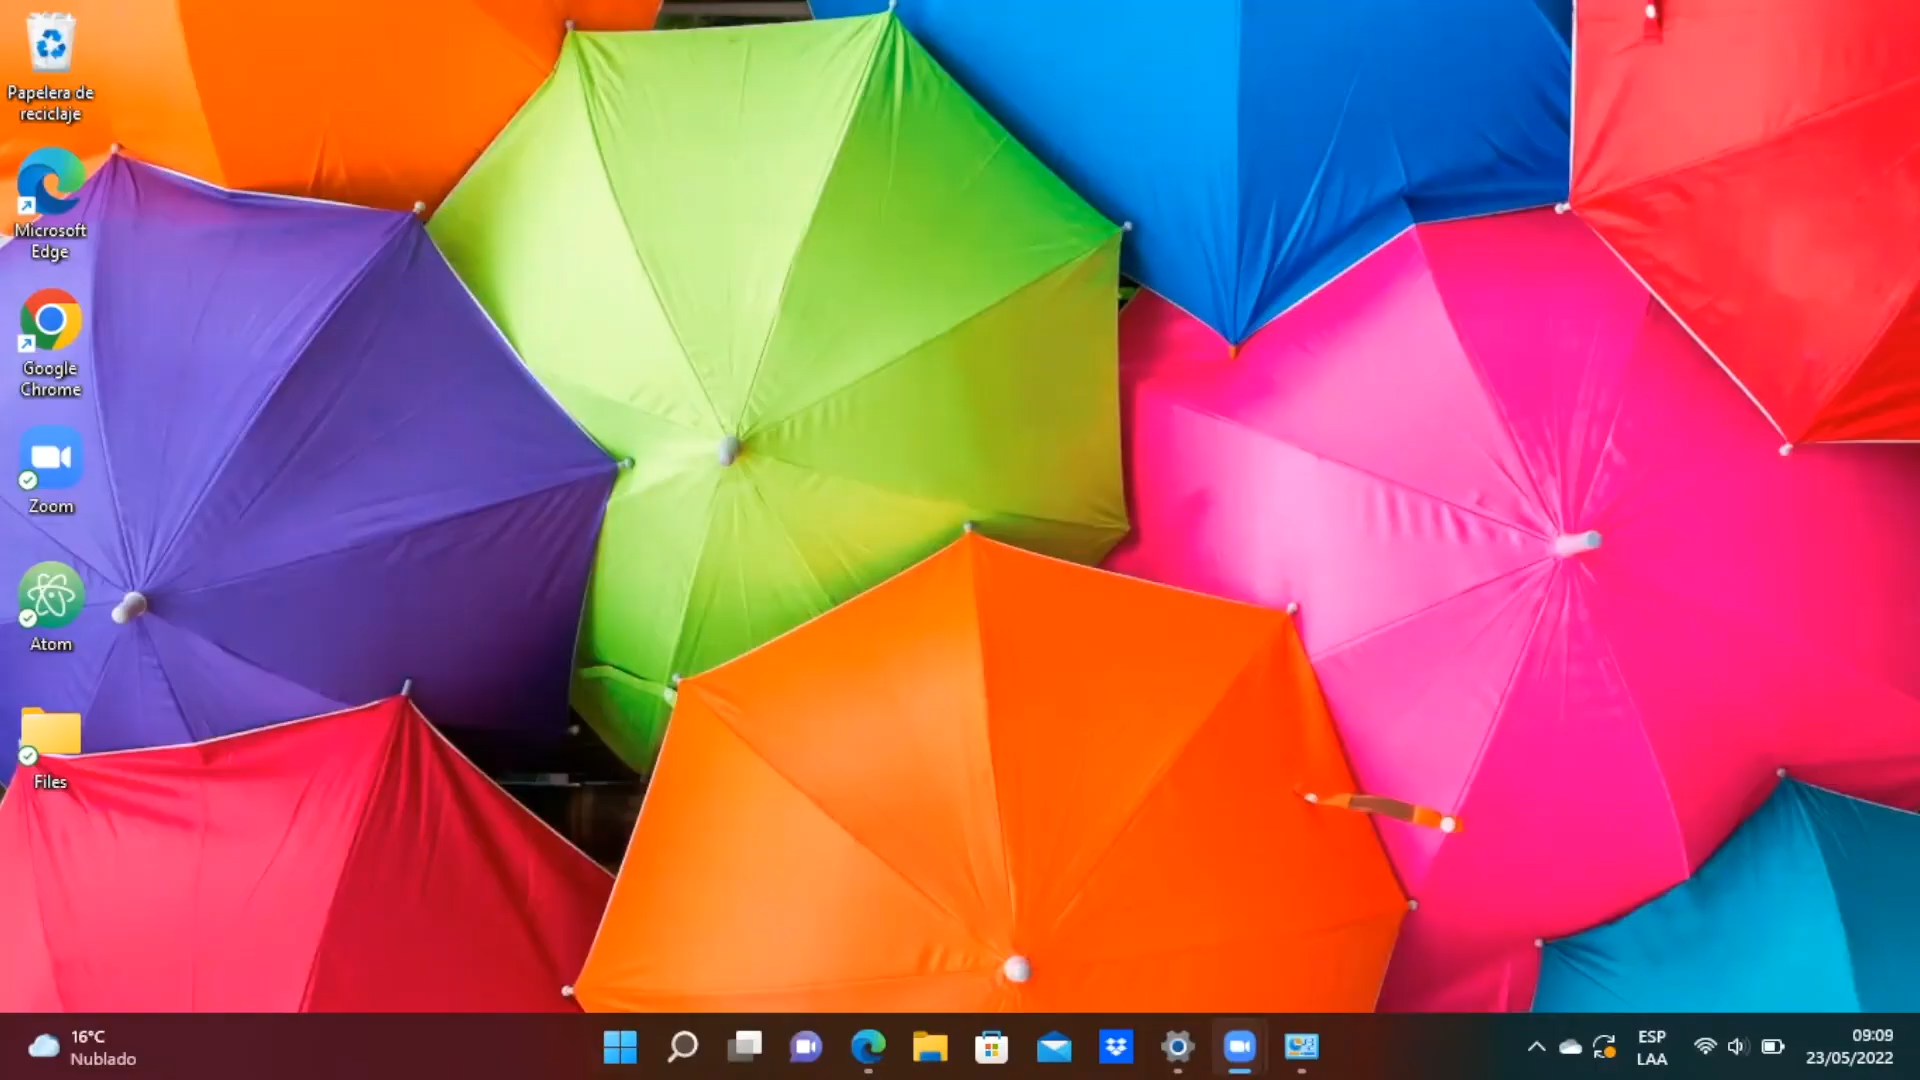 Papelera de
reciclaje
Microsoft
Edge
Google
Chrome
Zoom
Atom
Files
16°C
Nublado
ESP
LAA
09:09
23/05/2022